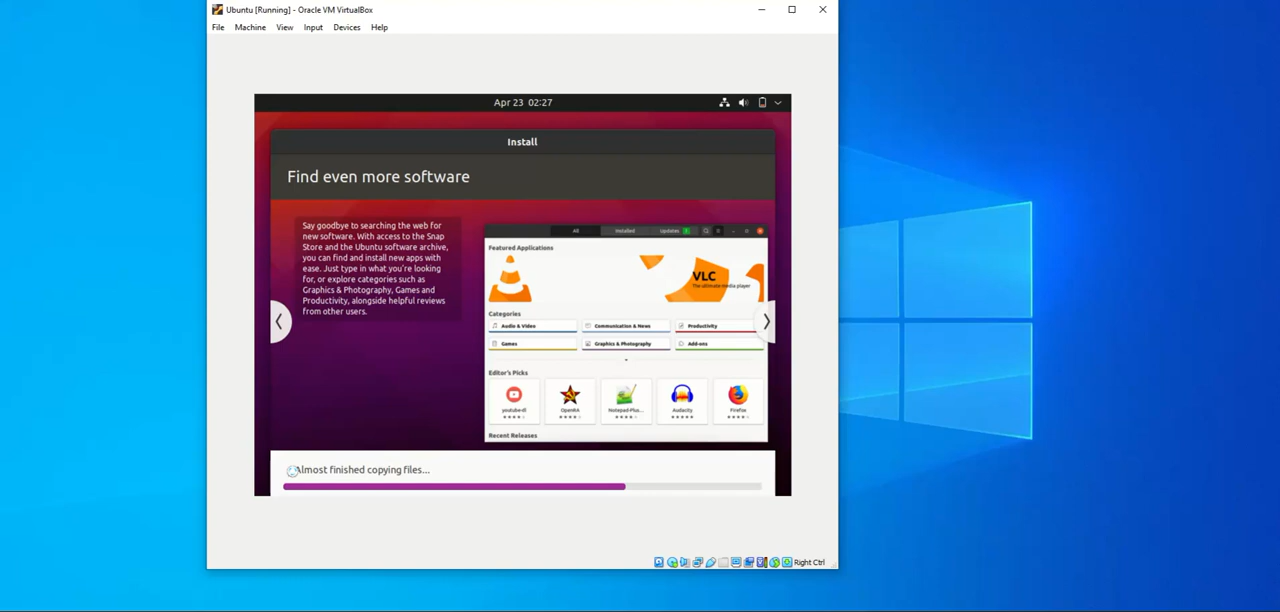 Ubuntu [Running] - Oracle VM VirtualBox
File Machine View Input Devices Help
Apr 23 02:27
Install
Find even more software
Say goodbye to searching the web for
new software. With access to the Snap
Store and the Ubuntu software archive,
you can find and install new apps with
ease. Just type in what you're looking
for, or explore categories such as
Graphics & Photography, Games and
Productivity, alongside helpful reviews
from other users.
All Installed Updates
Featured Applications
VLC
The ultimate media player
Categories
Audio & Video Communication & News Productivity
Games Graphics & Photography Add-ons
Editor's Picks
youtube-dl OpenRA Notepad-Plus... Audacity Firefox
Recent Releases
Almost finished copying files...
Right Ctrl